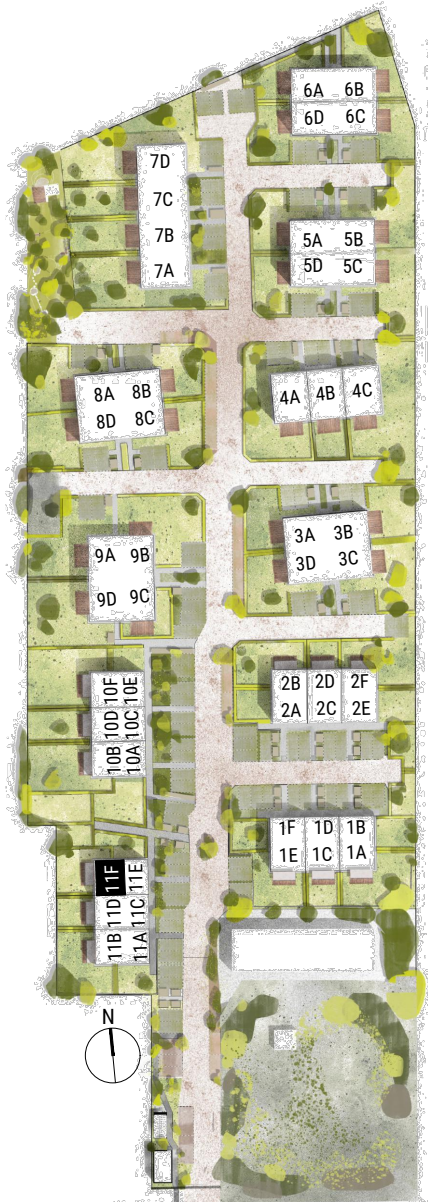 6A 6B
6D 6C
7D
7C
7B
7A
5A 5B
5D 5C
8A 8B
8D 8C
4A 4B 4C
3A 3B
3D 3C
9A 9B
9D 9C
10F 10E
10D 10C
10B 10A
2B 2D 2F
2A 2C 2E
1F 1D 1B
1E 1C 1A
11F 11E
11D 11C
11B 11A
N